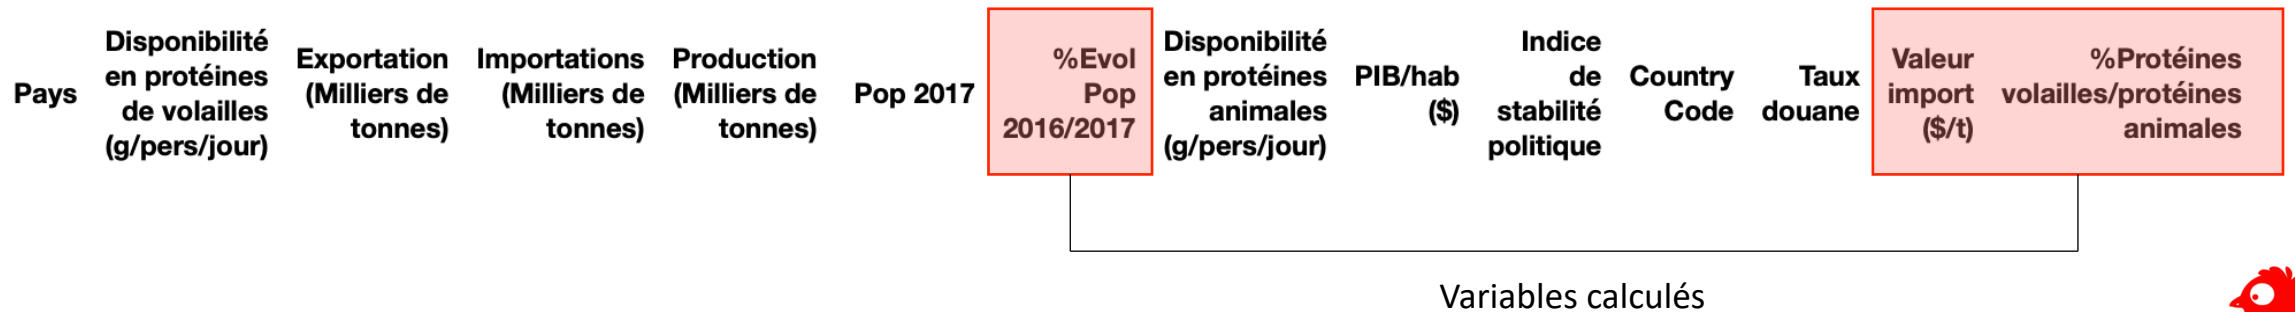 Pays
Disponibilité
en protéines
de volailles
(g/pers/jour)
Exportation
(Milliers de
tonnes)
Importations
(Milliers de
tonnes)
Production
(Milliers de
tonnes)
Pop 2017
%Evol
Pop
2016/2017
Disponibilité
en protéines
animales
(g/pers/jour)
PIB/hab
($)
Indice
de
stabilité
politique
Country
Code
Taux
douane
Valeur
import
($/t)
%Protéines
volailles/protéines
animales
Variables calculés